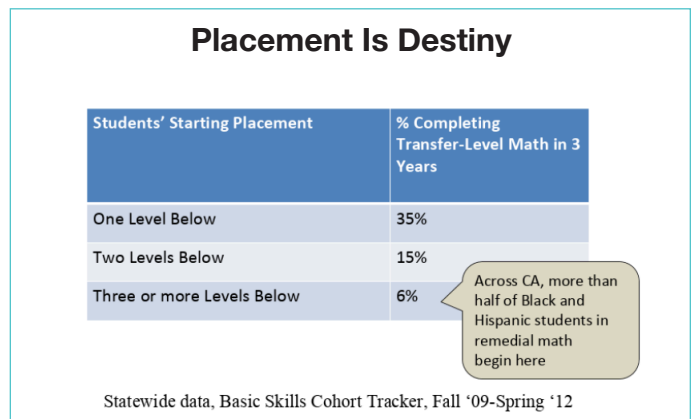 Placement Is Destiny
Students’ Starting Placement
% Completing
Transfer-Level Math in 3
Years
One Level Below
35%
Two Levels Below
15%
Three or more Levels Below
6%
Across CA, more than
half of Black and
Hispanic students in
remedial math
begin here
Statewide data, Basic Skills Cohort Tracker, Fall ‘09-Spring ‘12